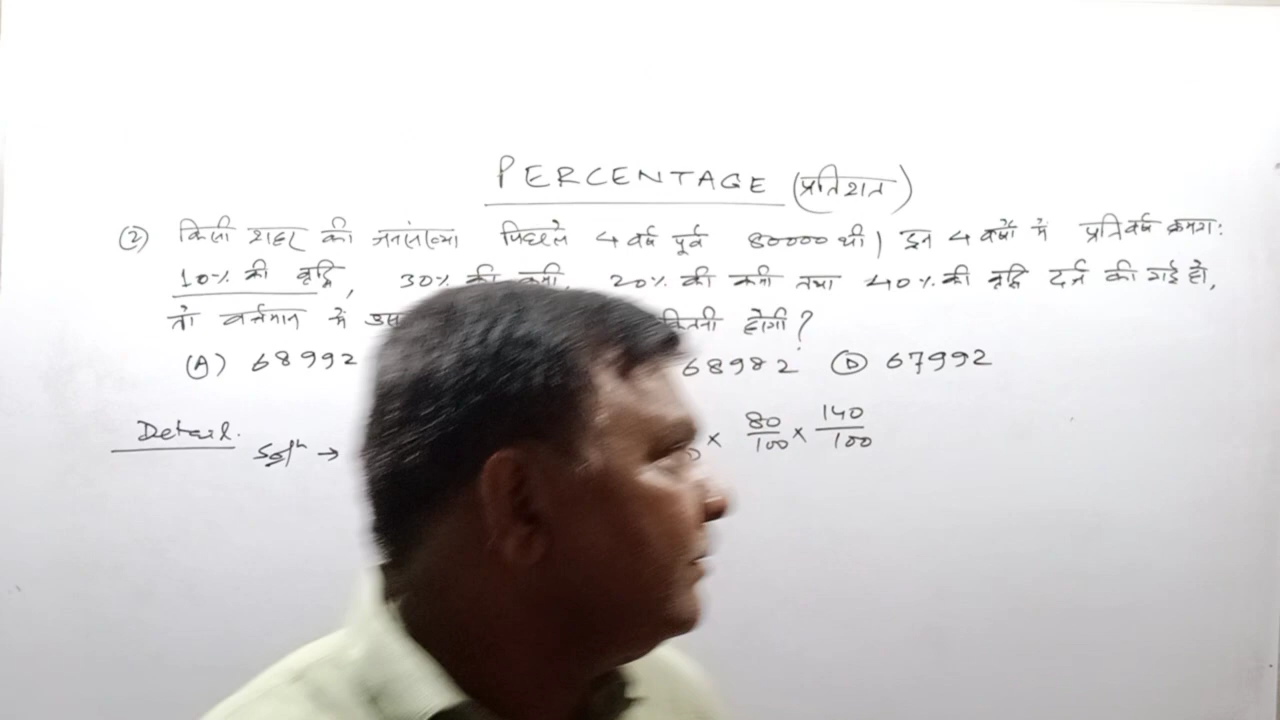 PERCENTAGE (प्रतिशत)
② किसी शहर की जनसंख्या पिछले 4 वर्ष पूर्व 80000 थी। इन 4 वर्षों में प्रतिवर्ष क्रमशः
10% की वृद्धि, 30% की कमी, 20% की कमी तथा 40% की वृद्धि दर्ज की गई हो,
तो वर्तमान में कितनी होगी?
(A) 68992 68982 (D) 67992
Detail. Solⁿ → × 80/100 × 140/100